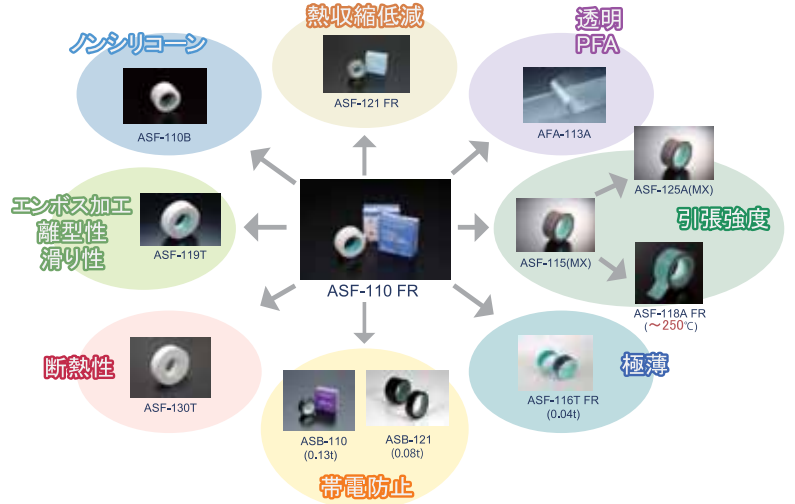 ノンシリコーン
ASF-110B
熱収縮低減
ASF-121 FR
透明
PFA
AFA-113A
エンボス加工
離型性
滑り性
ASF-119T
ASF-110 FR
ASF-125A(MX)
引張強度
ASF-115(MX)
ASF-118A FR
(～250℃)
断熱性
ASF-130T
ASB-110
(0.13t)
ASB-121
(0.08t)
帯電防止
極薄
ASF-116T FR
(0.04t)